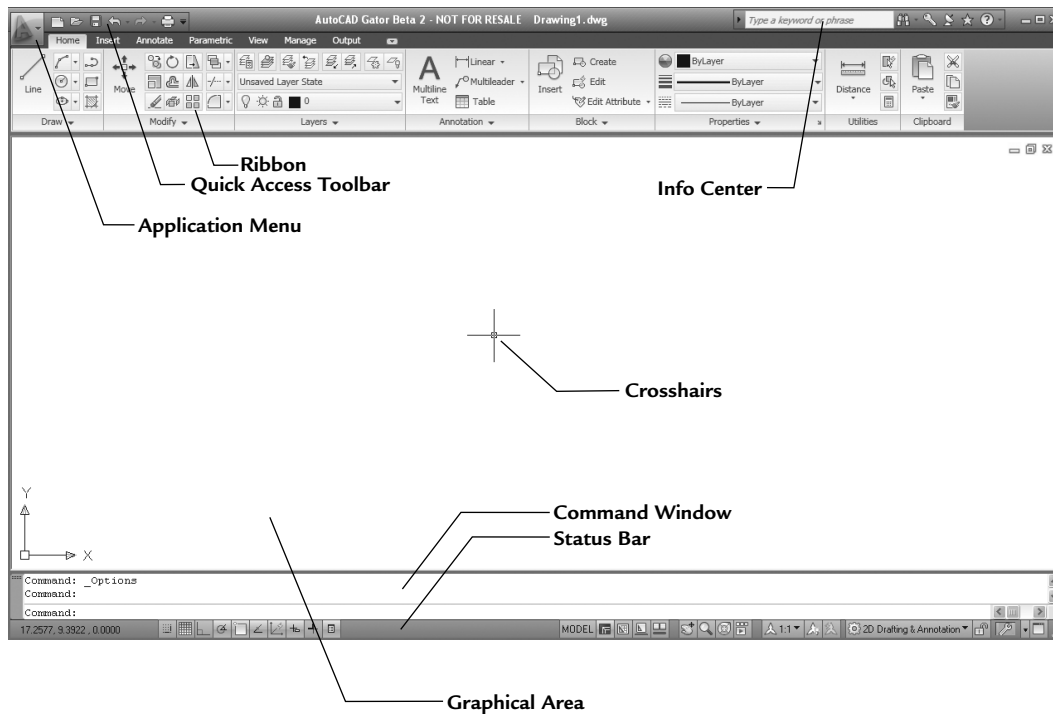 AutoCAD Gator Beta 2 - NOT FOR RESALE Drawing1.dwg
Type a keyword or phrase
Home Insert Annotate Parametric View Manage Output
Line
Move
Unsaved Layer State
0
Multiline Text
Linear
Multileader
Table
Insert
Create
Edit
Edit Attribute
ByLayer
ByLayer
ByLayer
Distance
Paste
Draw Modify Layers Annotation Block Properties Utilities Clipboard
Ribbon
Quick Access Toolbar
Info Center
Application Menu
Crosshairs
Y
X
Command Window
Status Bar
Command: _Options
Command:
Command:
17.2577, 9.3922 , 0.0000 MODEL 1:1 2D Drafting & Annotation
Graphical Area